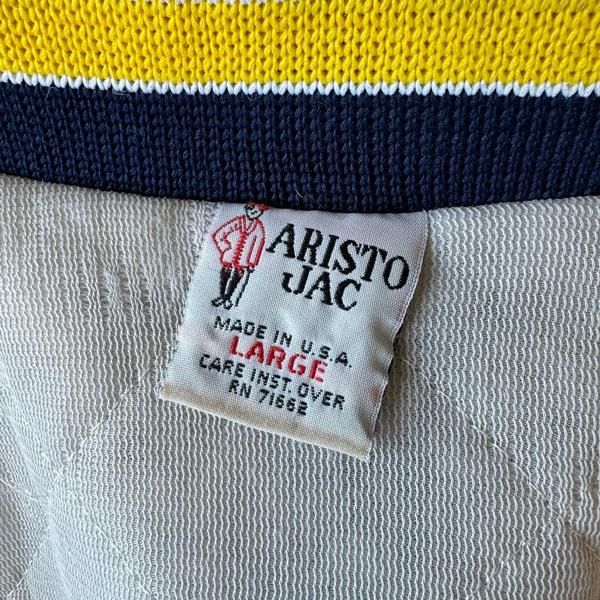 ARISTO
JAC
MADE IN U.S.A.
LARGE
CARE INST. OVER
RN 71662